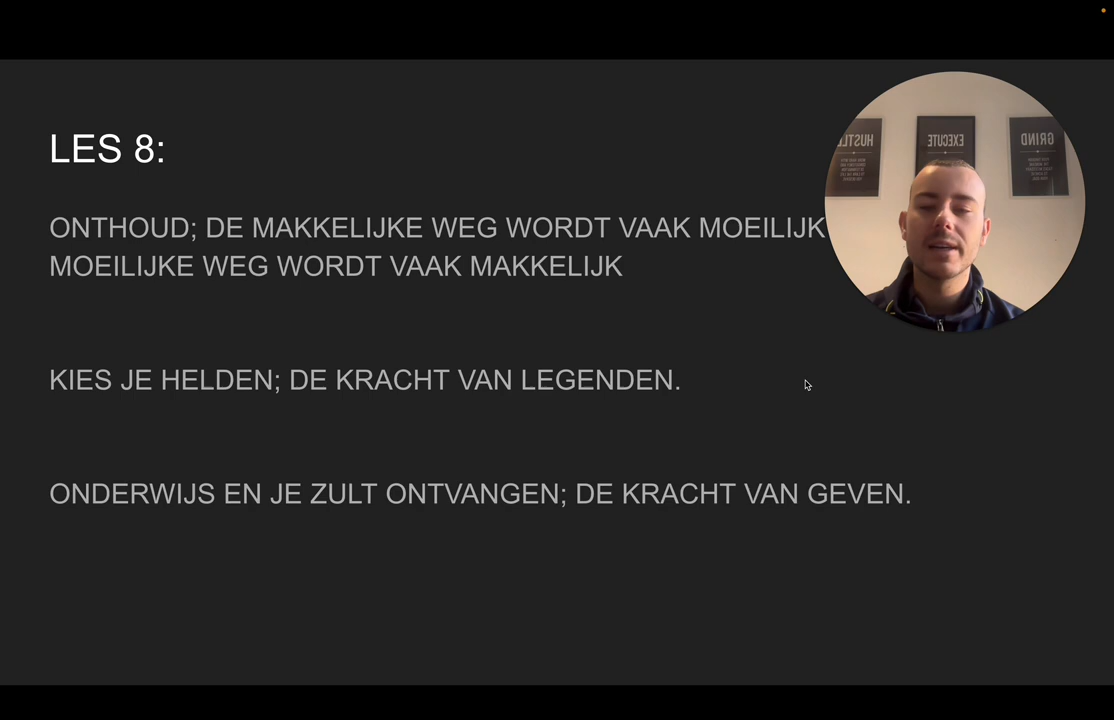 LES 8:
ONTHOUD; DE MAKKELIJKE WEG WORDT VAAK MOEILIJK
MOEILIJKE WEG WORDT VAAK MAKKELIJK
KIES JE HELDEN; DE KRACHT VAN LEGENDEN.
ONDERWIJS EN JE ZULT ONTVANGEN; DE KRACHT VAN GEVEN.
HUSTLE
EXECUTE
GRIND